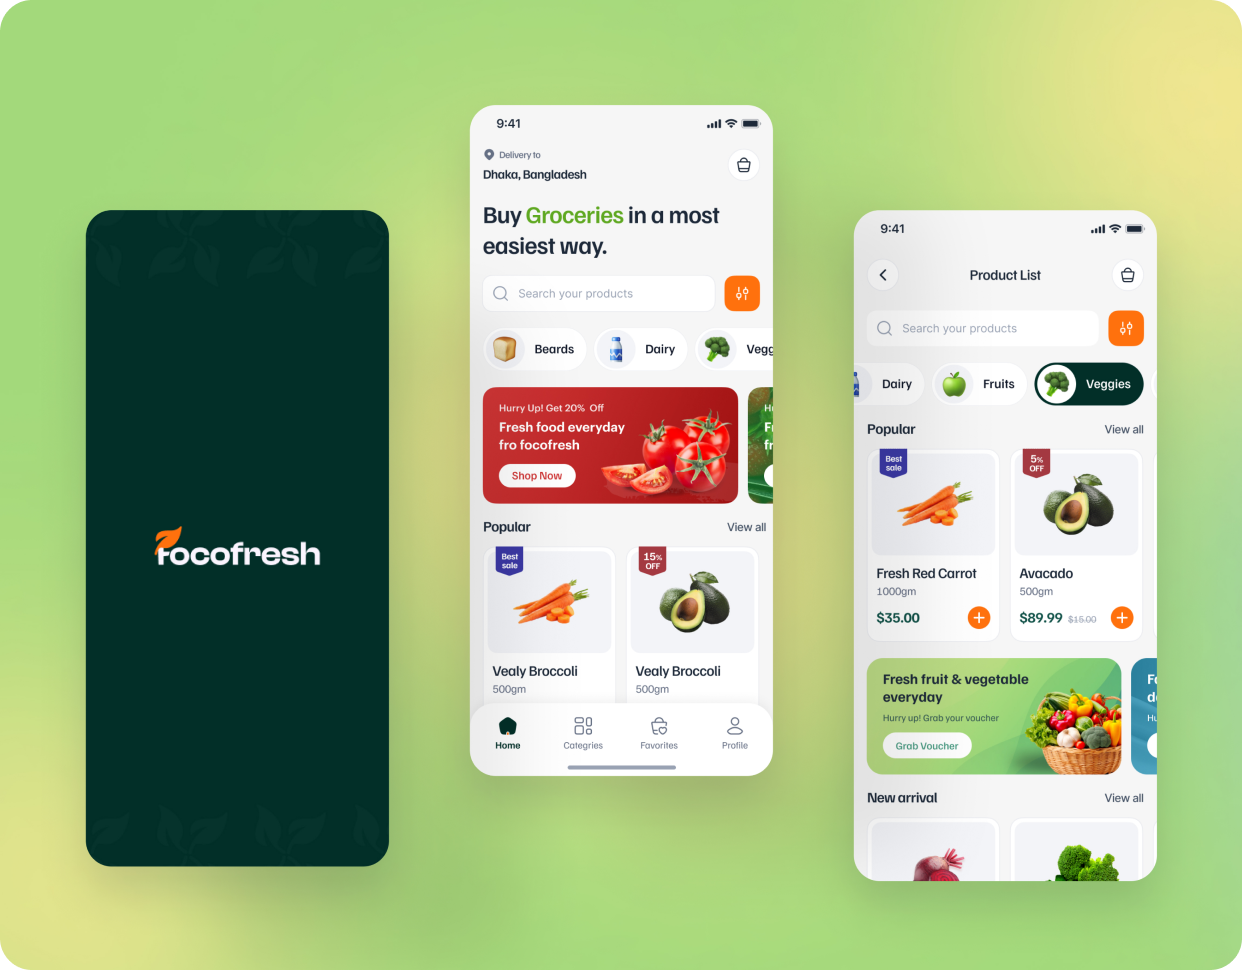 focofresh
9:41
Delivery to
Dhaka, Bangladesh
Buy Groceries in a most
easiest way.
Search your products
Beards
Dairy
Vegg
Hurry Up! Get 20% Off
Fresh food everyday
fro focofresh
Shop Now
Popular
View all
Best
sale
Vealy Broccoli
500gm
15%
OFF
Vealy Broccoli
500gm
Home
Categries
Favorites
Profile
9:41
Product List
Search your products
Dairy
Fruits
Veggies
Popular
View all
Best
sale
Fresh Red Carrot
1000gm
$35.00
5%
OFF
Avacado
500gm
$89.99 $15.00
Fresh fruit & vegetable
everyday
Hurry up! Grab your voucher
Grab Voucher
New arrival
View all